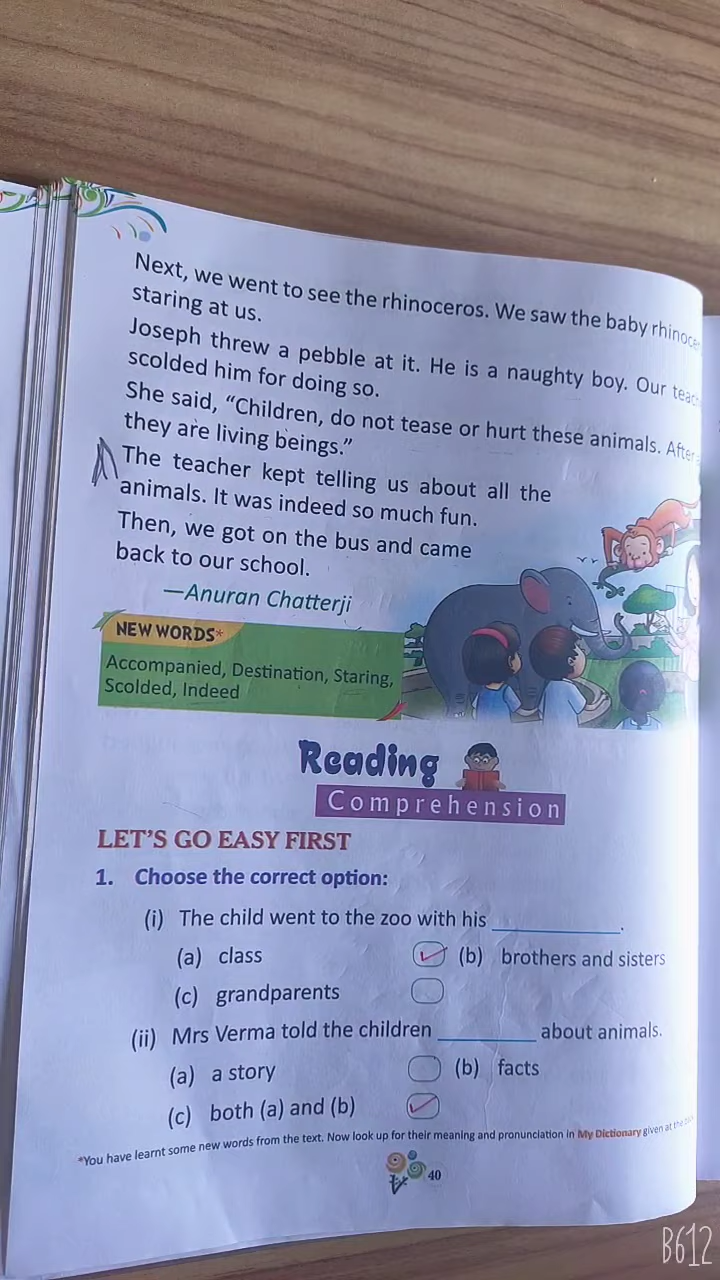 Next, we went to see the rhinoceros. We saw the baby
staring at us.
Joseph threw a pebble at it. He is a naughty boy. Our
scolded him for doing so.
She said, “Children, do not tease or hurt these animals. After
they are living beings.”
The teacher kept telling us about all the
animals. It was indeed so much fun.
Then, we got on the bus and came
back to our school.
—Anuran Chatterji
NEW WORDS*
Accompanied, Destination, Staring,
Scolded, Indeed
Reading
Comprehension
LET’S GO EASY FIRST
1. Choose the correct option:
(i) The child went to the zoo with his ________.
(a) class (b) brothers and sisters
(c) grandparents
(ii) Mrs Verma told the children ________ about animals.
(a) a story (b) facts
(c) both (a) and (b)
*You have learnt some new words from the text. Now look up for their meaning and pronunciation in My Dictionary given at the
40
B612